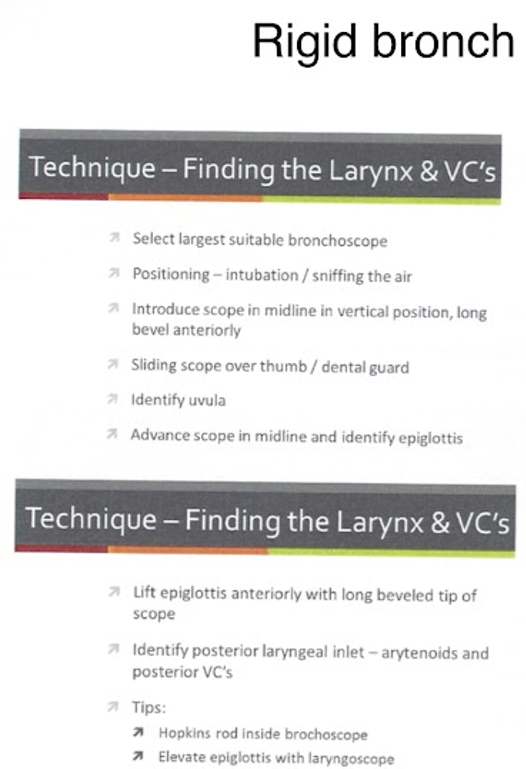 Rigid bronch
Technique – Finding the Larynx & VC's
Select largest suitable bronchoscope
Positioning – intubation / sniffing the air
Introduce scope in midline in vertical position, long
bevel anteriorly
Sliding scope over thumb / dental guard
Identify uvula
Advance scope in midline and identify epiglottis
Technique – Finding the Larynx & VC's
Lift epiglottis anteriorly with long beveled tip of
scope
Identify posterior laryngeal inlet – arytenoids and
posterior VC's
Tips:
Hopkins rod inside brochoscope
Elevate epiglottis with laryngoscope